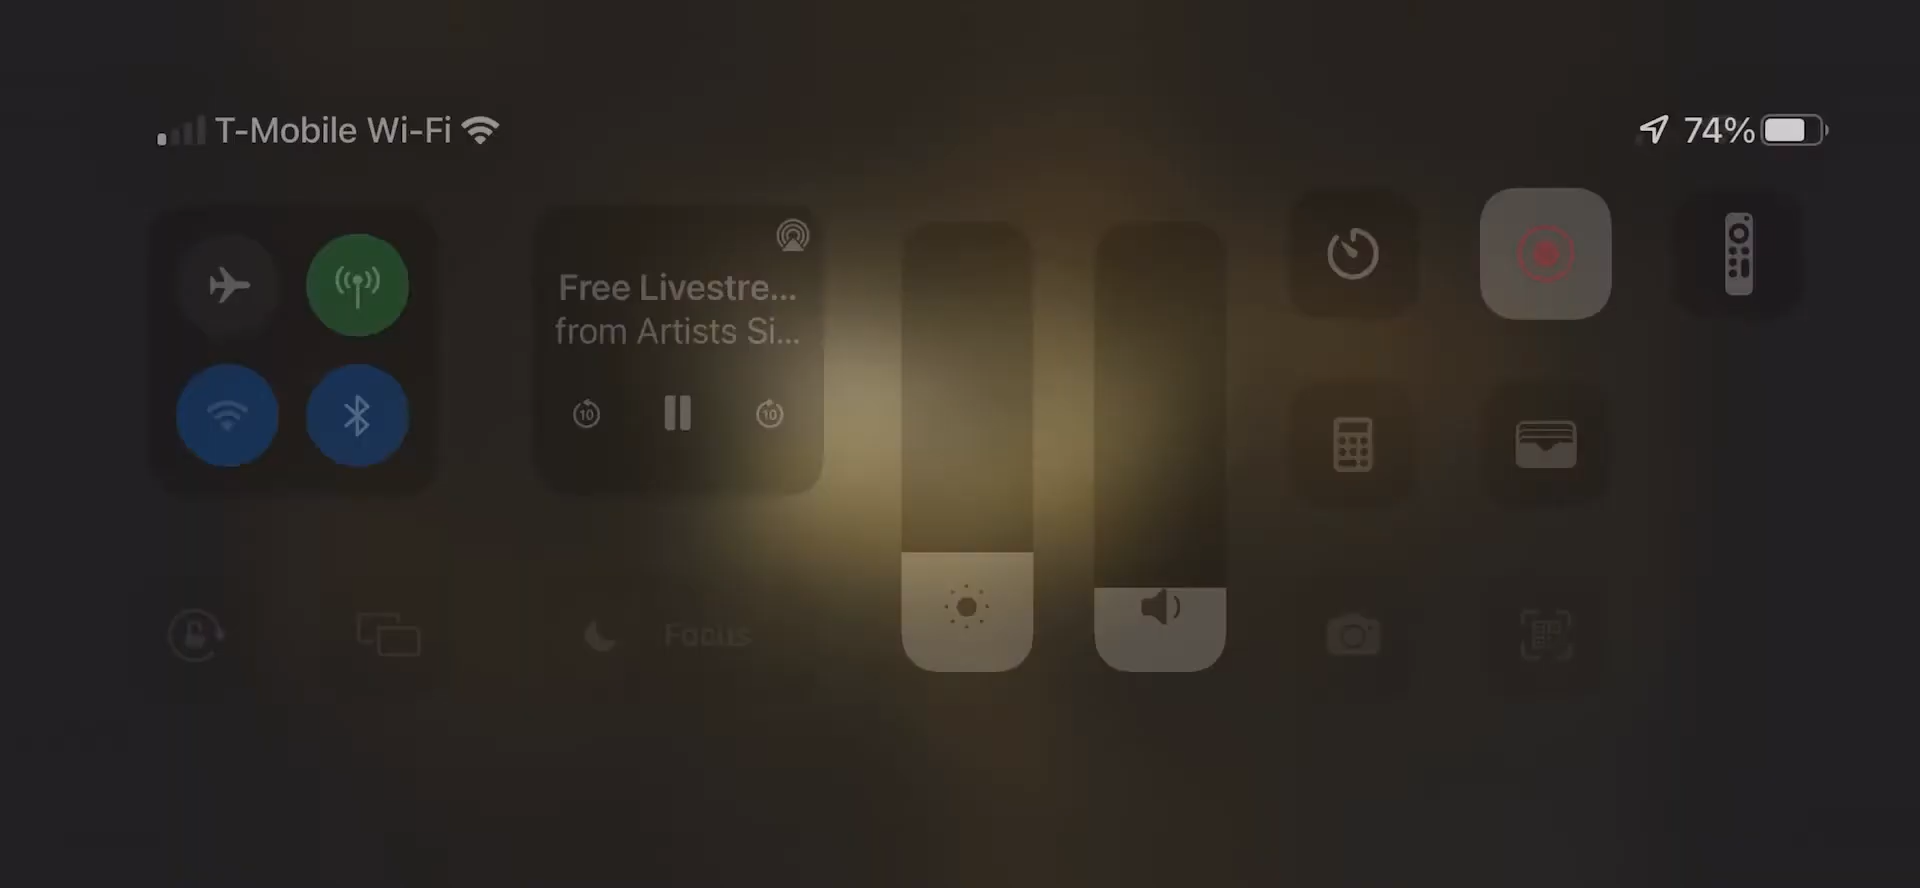 T-Mobile Wi-Fi
74%
Free Livestre...
from Artists Si...
10
10
Focus